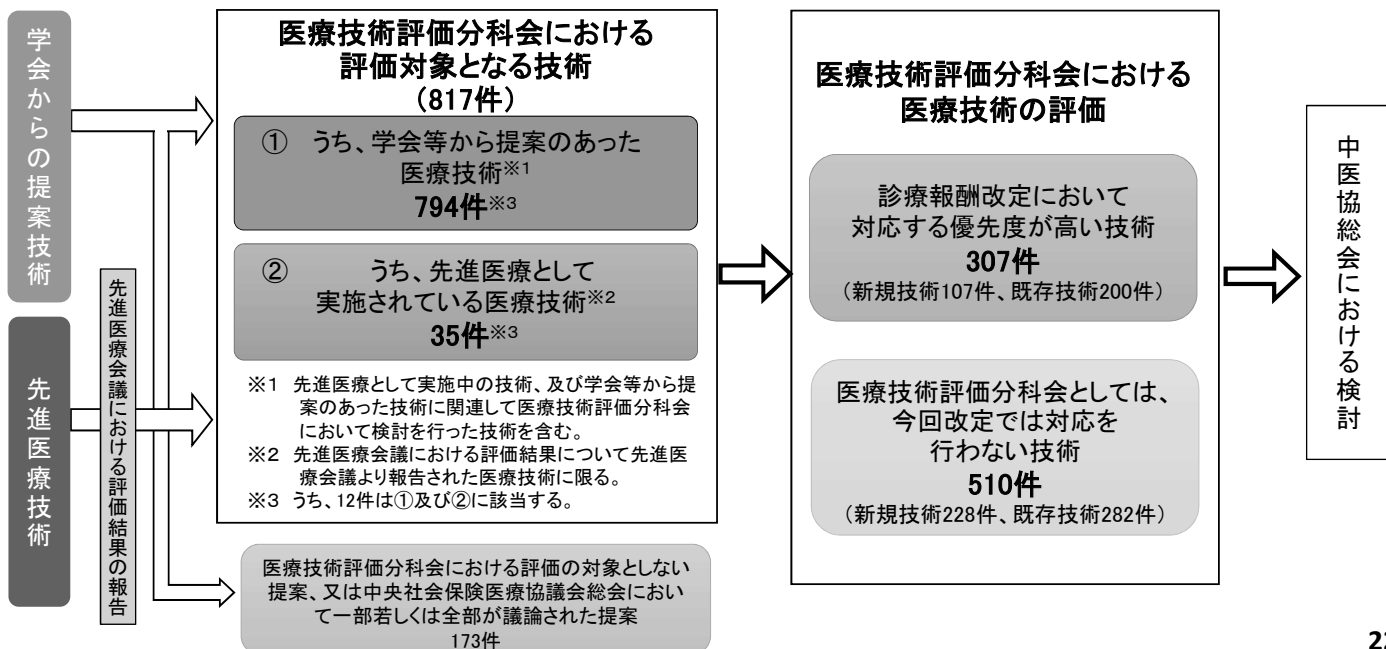 学会からの提案技術
先進医療技術
先進医療会議における評価結果の報告
医療技術評価分科会における
評価対象となる技術
(817件)
① うち、学会等から提案のあった
医療技術※1
794件※3
② うち、先進医療として
実施されている医療技術※2
35件※3
※1 先進医療として実施中の技術、及び学会等から提
案のあった技術に関連して医療技術評価分科会
において検討を行った技術を含む。
※2 先進医療会議における評価結果について先進医
療会議より報告された医療技術に限る。
※3 うち、12件は①及び②に該当する。
医療技術評価分科会における評価の対象としない
提案、又は中央社会保険医療協議会総会におい
て一部若しくは全部が議論された提案
173件
医療技術評価分科会における
医療技術の評価
診療報酬改定において
対応する優先度が高い技術
307件
(新規技術107件、既存技術200件)
医療技術評価分科会としては、
今回改定では対応を
行わない技術
510件
(新規技術228件、既存技術282件)
中医協総会における検討